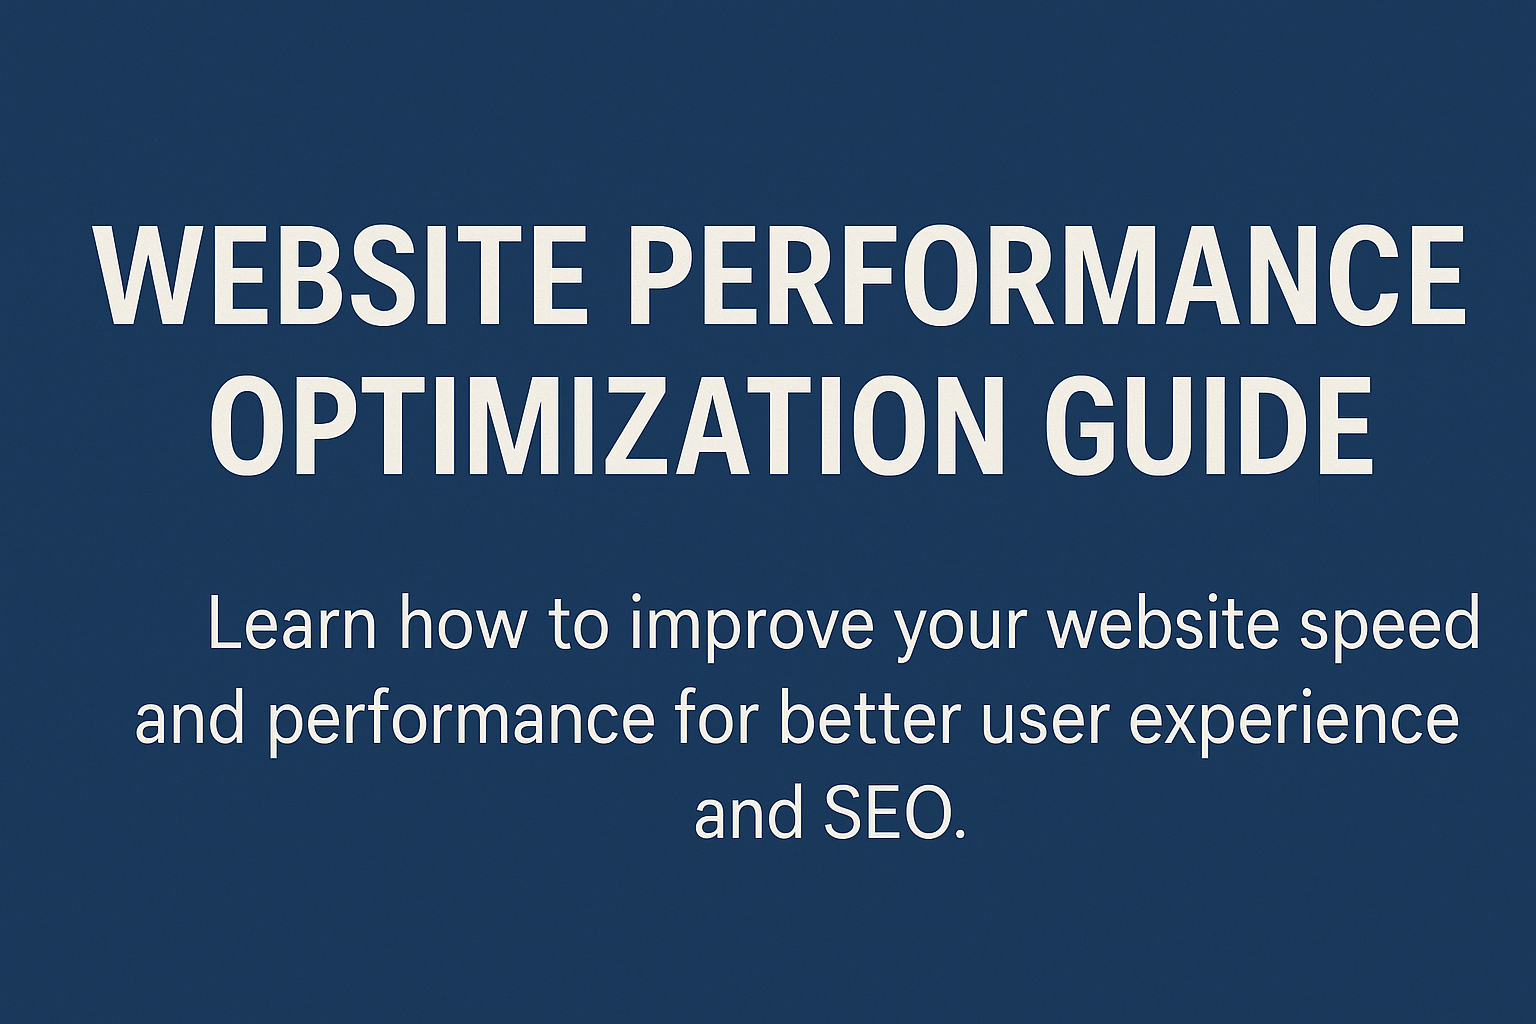 WEBSITE PERFORMANCE
OPTIMIZATION GUIDE
Learn how to improve your website speed
and performance for better user experience
and SEO.